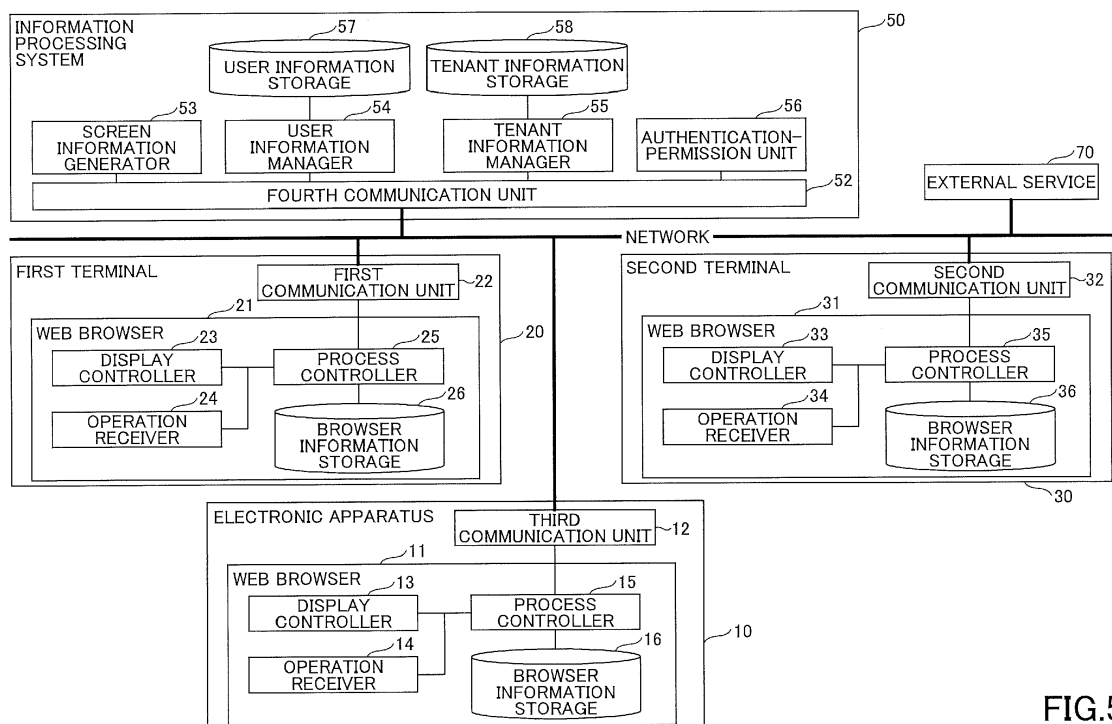 INFORMATION
PROCESSING
SYSTEM
50
57
USER INFORMATION
STORAGE
58
TENANT INFORMATION
STORAGE
53
SCREEN
INFORMATION
GENERATOR
54
USER
INFORMATION
MANAGER
55
TENANT
INFORMATION
MANAGER
56
AUTHENTICATION-
PERMISSION UNIT
FOURTH COMMUNICATION UNIT
52
70
EXTERNAL SERVICE
NETWORK
FIRST TERMINAL
FIRST
COMMUNICATION UNIT
22
21
WEB BROWSER
23
DISPLAY
CONTROLLER
25
PROCESS
CONTROLLER
20
24
OPERATION
RECEIVER
26
BROWSER
INFORMATION
STORAGE
SECOND TERMINAL
SECOND
COMMUNICATION UNIT
32
31
WEB BROWSER
33
DISPLAY
CONTROLLER
35
PROCESS
CONTROLLER
34
OPERATION
RECEIVER
36
BROWSER
INFORMATION
STORAGE
30
ELECTRONIC APPARATUS
THIRD
COMMUNICATION UNIT
12
11
WEB BROWSER
13
DISPLAY
CONTROLLER
15
PROCESS
CONTROLLER
10
14
OPERATION
RECEIVER
16
BROWSER
INFORMATION
STORAGE
FIG.5